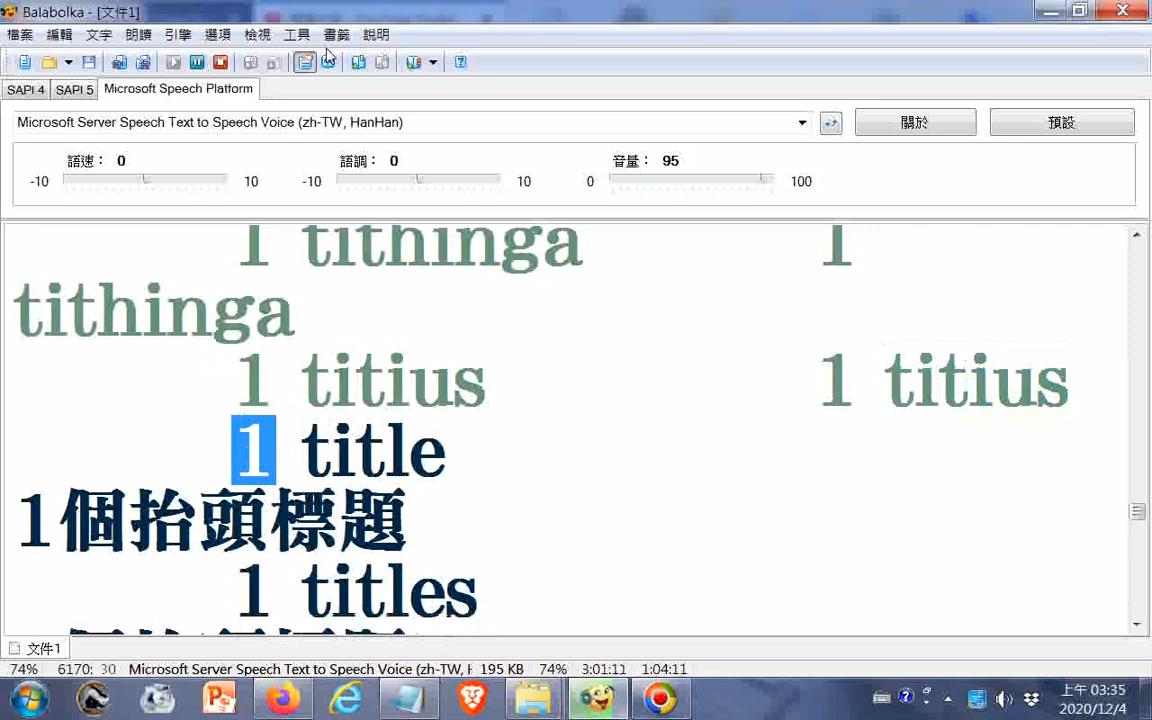 Balabolka - [文件1]
檔案 編輯 文字 朗讀 引擎 選項 檢視 工具 書籤 說明
SAPI 4 SAPI 5 Microsoft Speech Platform
Microsoft Server Speech Text to Speech Voice (zh-TW, HanHan) 關於 預設
語速： 0 語調： 0 音量： 95
-10 10 -10 10 0 100
1 tithinga 1
tithinga
1 titius 1 titius
1 title
1個抬頭標題
1 titles
文件1
74% 6170: 30 Microsoft Server Speech Text to Speech Voice (zh-TW, 195 KB 74% 3:01:11 1:04:11
上午 03:35
2020/12/4